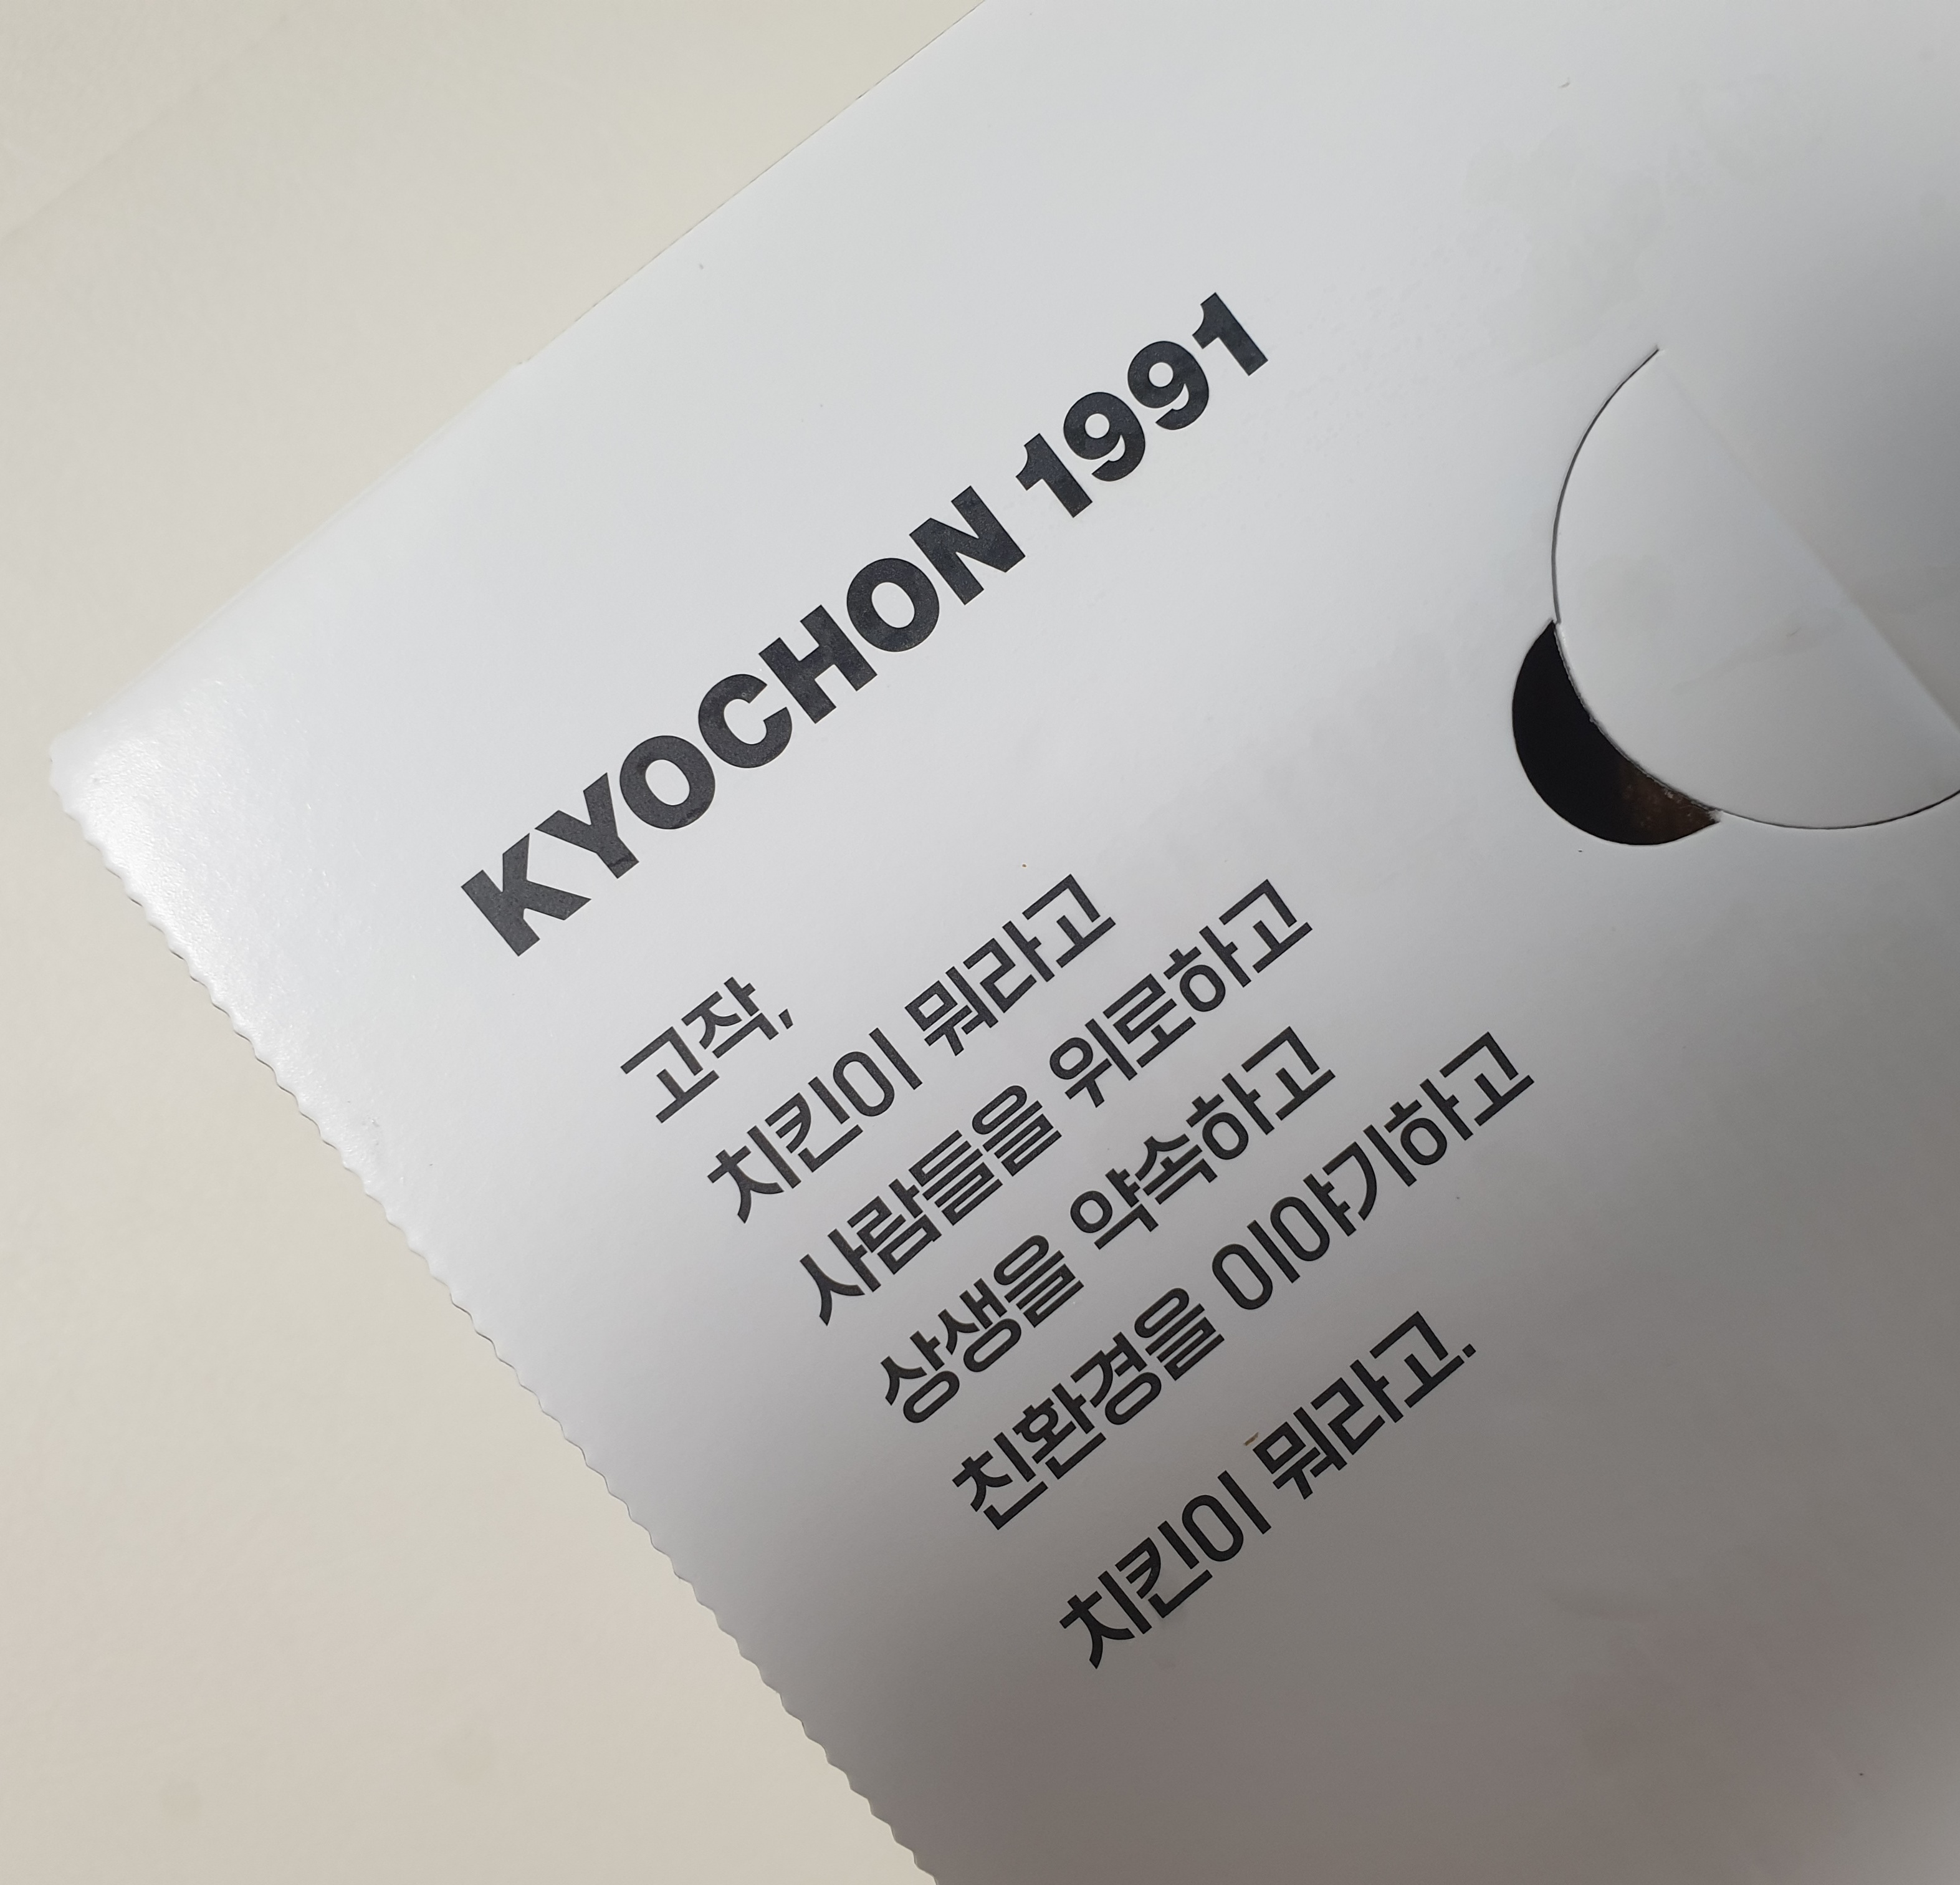 KYOCHON 1991
고작,
치킨이 뭐라고
사람들을 위로하고
상생을 약속하고
친환경을 이야기하고
치킨이 뭐라고.